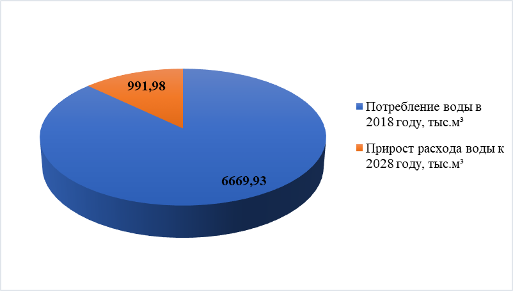 991,98
6669,93
Потребление воды в
2018 году, тыс.м³
Прирост расхода воды к
2028 году, тыс.м³